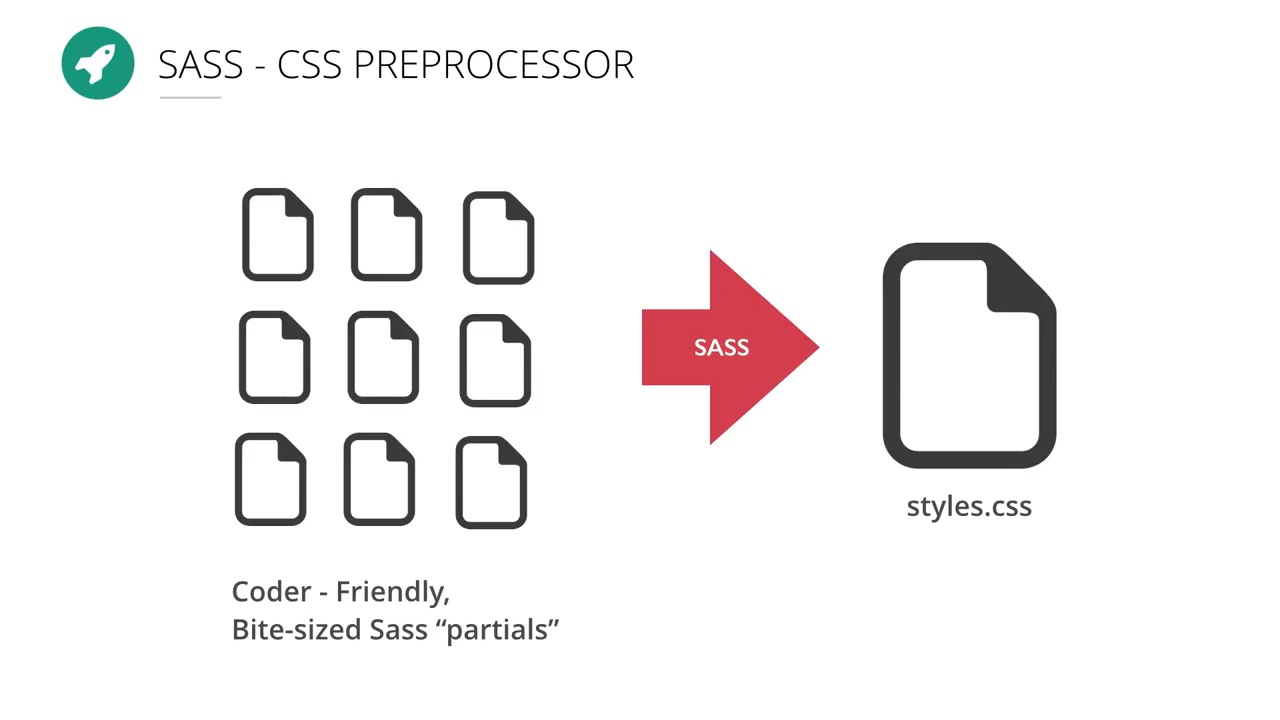 SASS - CSS PREPROCESSOR
SASS
styles.css
Coder - Friendly,
Bite-sized Sass “partials”